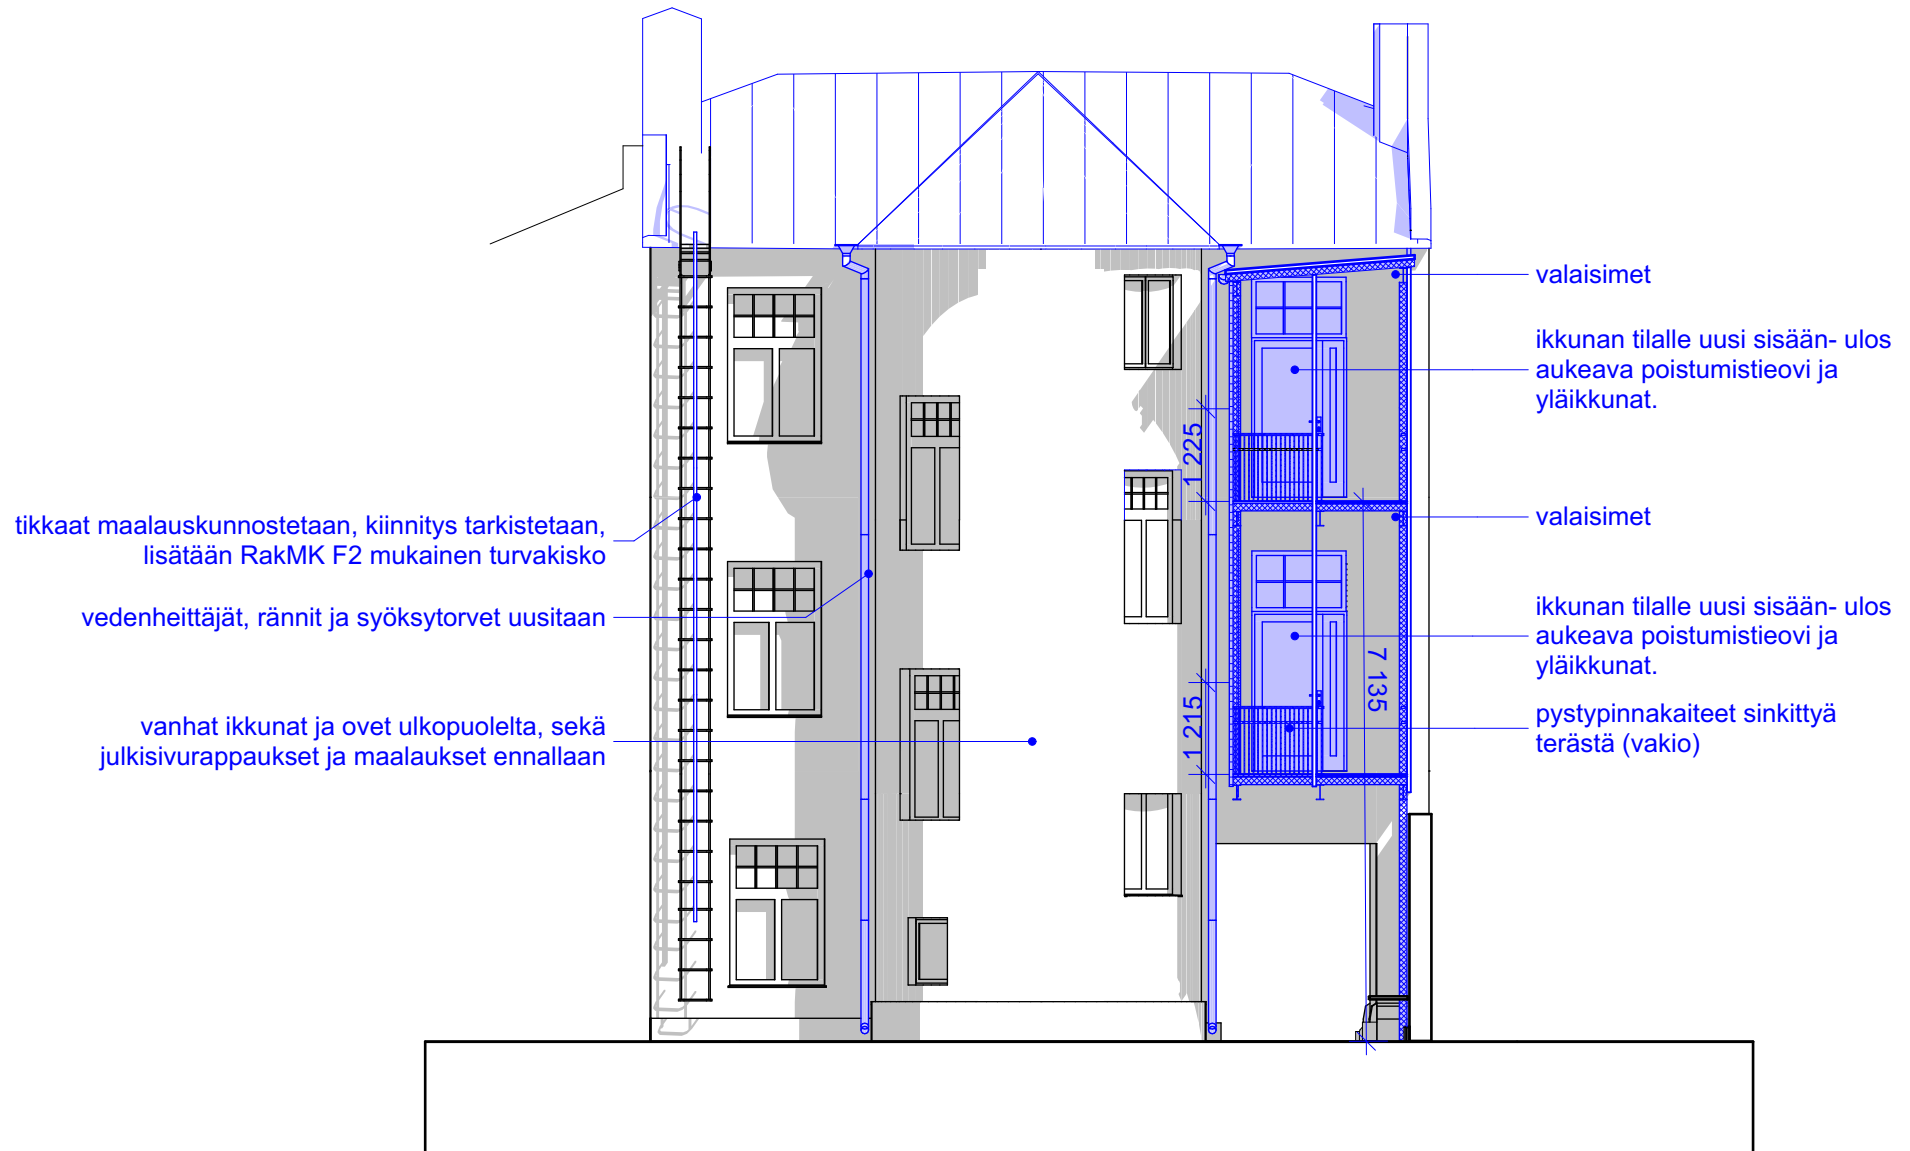 tikkaat maalauskunnostetaan, kiinnitys tarkistetaan,
lisätään RakMK F2 mukainen turvakisko
vedenheittäjät, rännit ja syöksytorvet uusitaan
vanhat ikkunat ja ovet ulkopuolelta, sekä
julkisivurappaukset ja maalaukset ennallaan
1 225
1 215
7 135
valaisimet
ikkunan tilalle uusi sisään- ulos
aukeava poistumistieovi ja
yläikkunat.
valaisimet
ikkunan tilalle uusi sisään- ulos
aukeava poistumistieovi ja
yläikkunat.
pystypinnakaiteet sinkittyä
terästä (vakio)